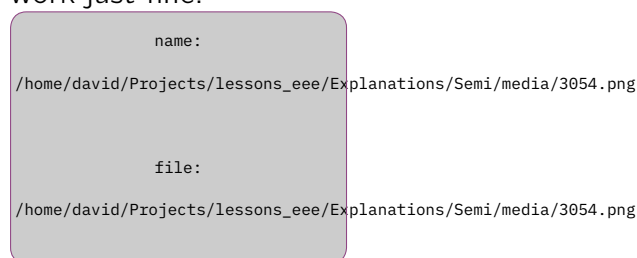 work just fine.
name:
/home/david/Projects/lessons_eee/Explanations/Semi/media/3054.png
file:
/home/david/Projects/lessons_eee/Explanations/Semi/media/3054.png